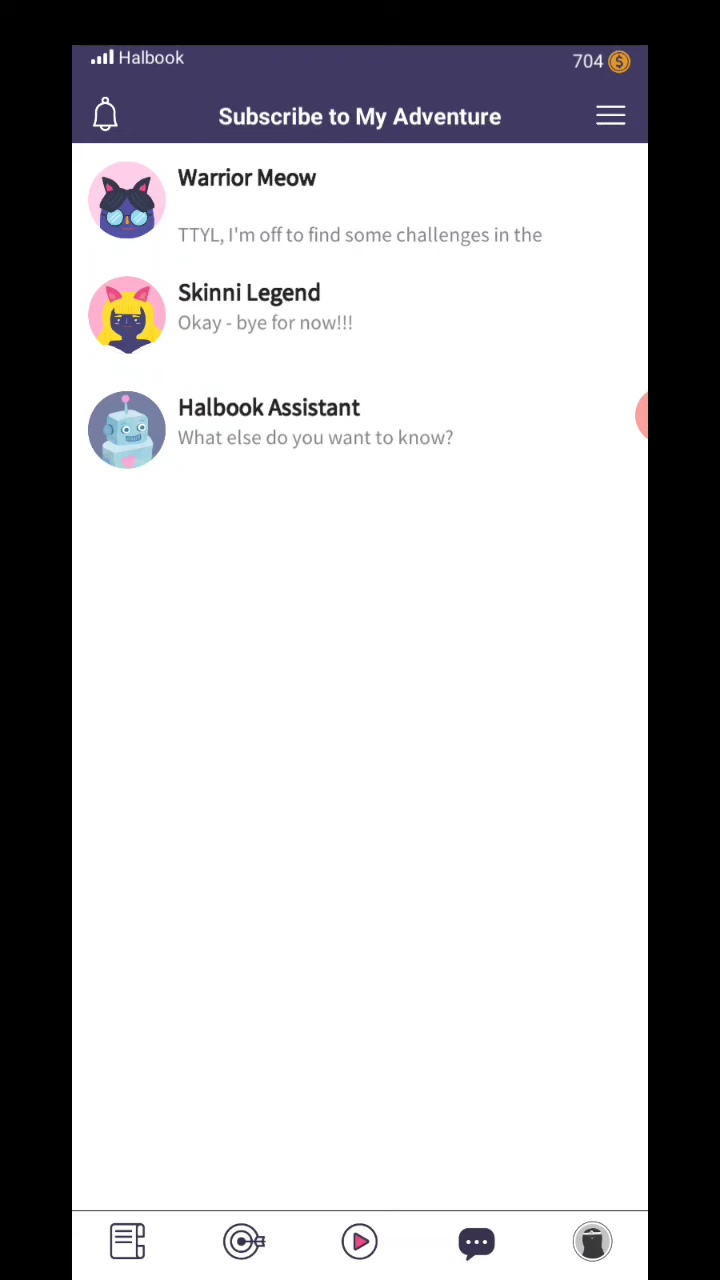 Halbook
704
Subscribe to My Adventure
Warrior Meow
TTYL, I'm off to find some challenges in the
Skinni Legend
Okay - bye for now!!!
Halbook Assistant
What else do you want to know?